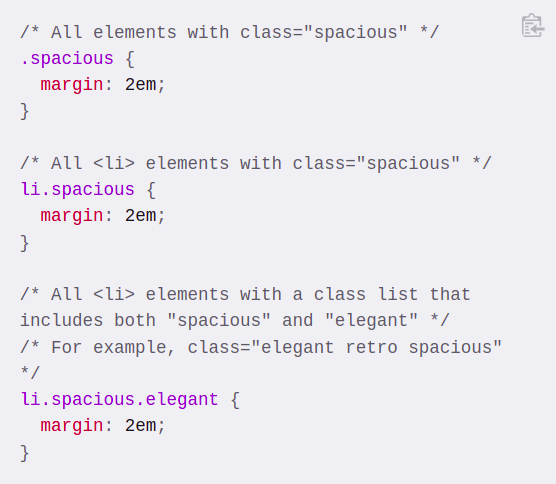 /* All elements with class="spacious" */
.spacious {
  margin: 2em;
}

/* All <li> elements with class="spacious" */
li.spacious {
  margin: 2em;
}

/* All <li> elements with a class list that
includes both "spacious" and "elegant" */
/* For example, class="elegant retro spacious"
*/
li.spacious.elegant {
  margin: 2em;
}